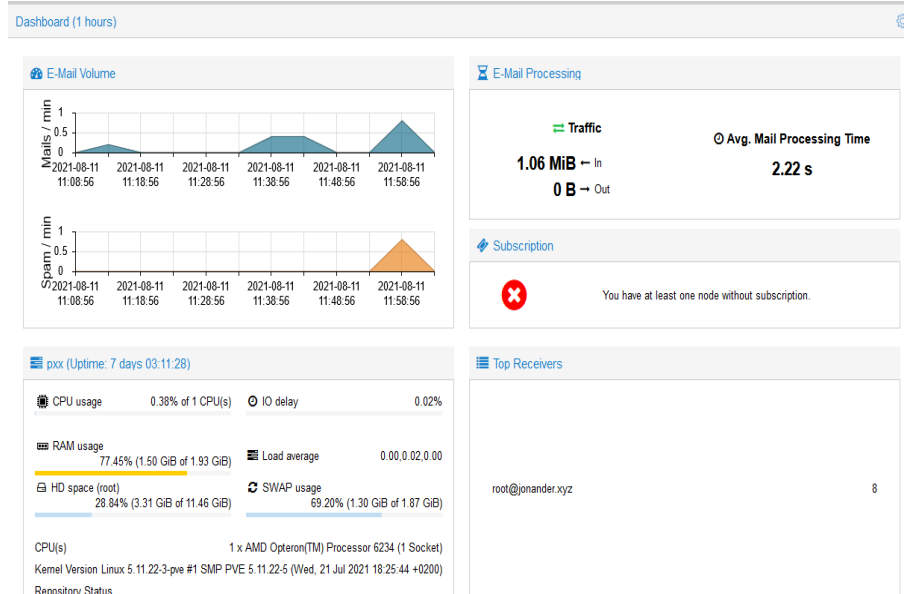 Dashboard (1 hours)
E-Mail Volume
Mails / min
1
0.5
0
2021-08-11 2021-08-11 2021-08-11 2021-08-11 2021-08-11 2021-08-11
11:08:56 11:18:56 11:28:56 11:38:56 11:48:56 11:58:56
Spam / min
1
0.5
0
2021-08-11 2021-08-11 2021-08-11 2021-08-11 2021-08-11 2021-08-11
11:08:56 11:18:56 11:28:56 11:38:56 11:48:56 11:58:56
E-Mail Processing
Traffic
1.06 MiB ← In
0 B → Out
Avg. Mail Processing Time
2.22 s
Subscription
You have at least one node without subscription.
pxx (Uptime: 7 days 03:11:28)
CPU usage 0.38% of 1 CPU(s)
IO delay 0.02%
RAM usage
77.45% (1.50 GiB of 1.93 GiB)
Load average 0.00,0.02,0.00
HD space (root)
28.84% (3.31 GiB of 11.46 GiB)
SWAP usage
69.20% (1.30 GiB of 1.87 GiB)
CPU(s) 1 x AMD Opteron(TM) Processor 6234 (1 Socket)
Kernel Version Linux 5.11.22-3-pve #1 SMP PVE 5.11.22-5 (Wed, 21 Jul 2021 18:25:44 +0200)
Repository Status
Top Receivers
root@jonander.xyz 8